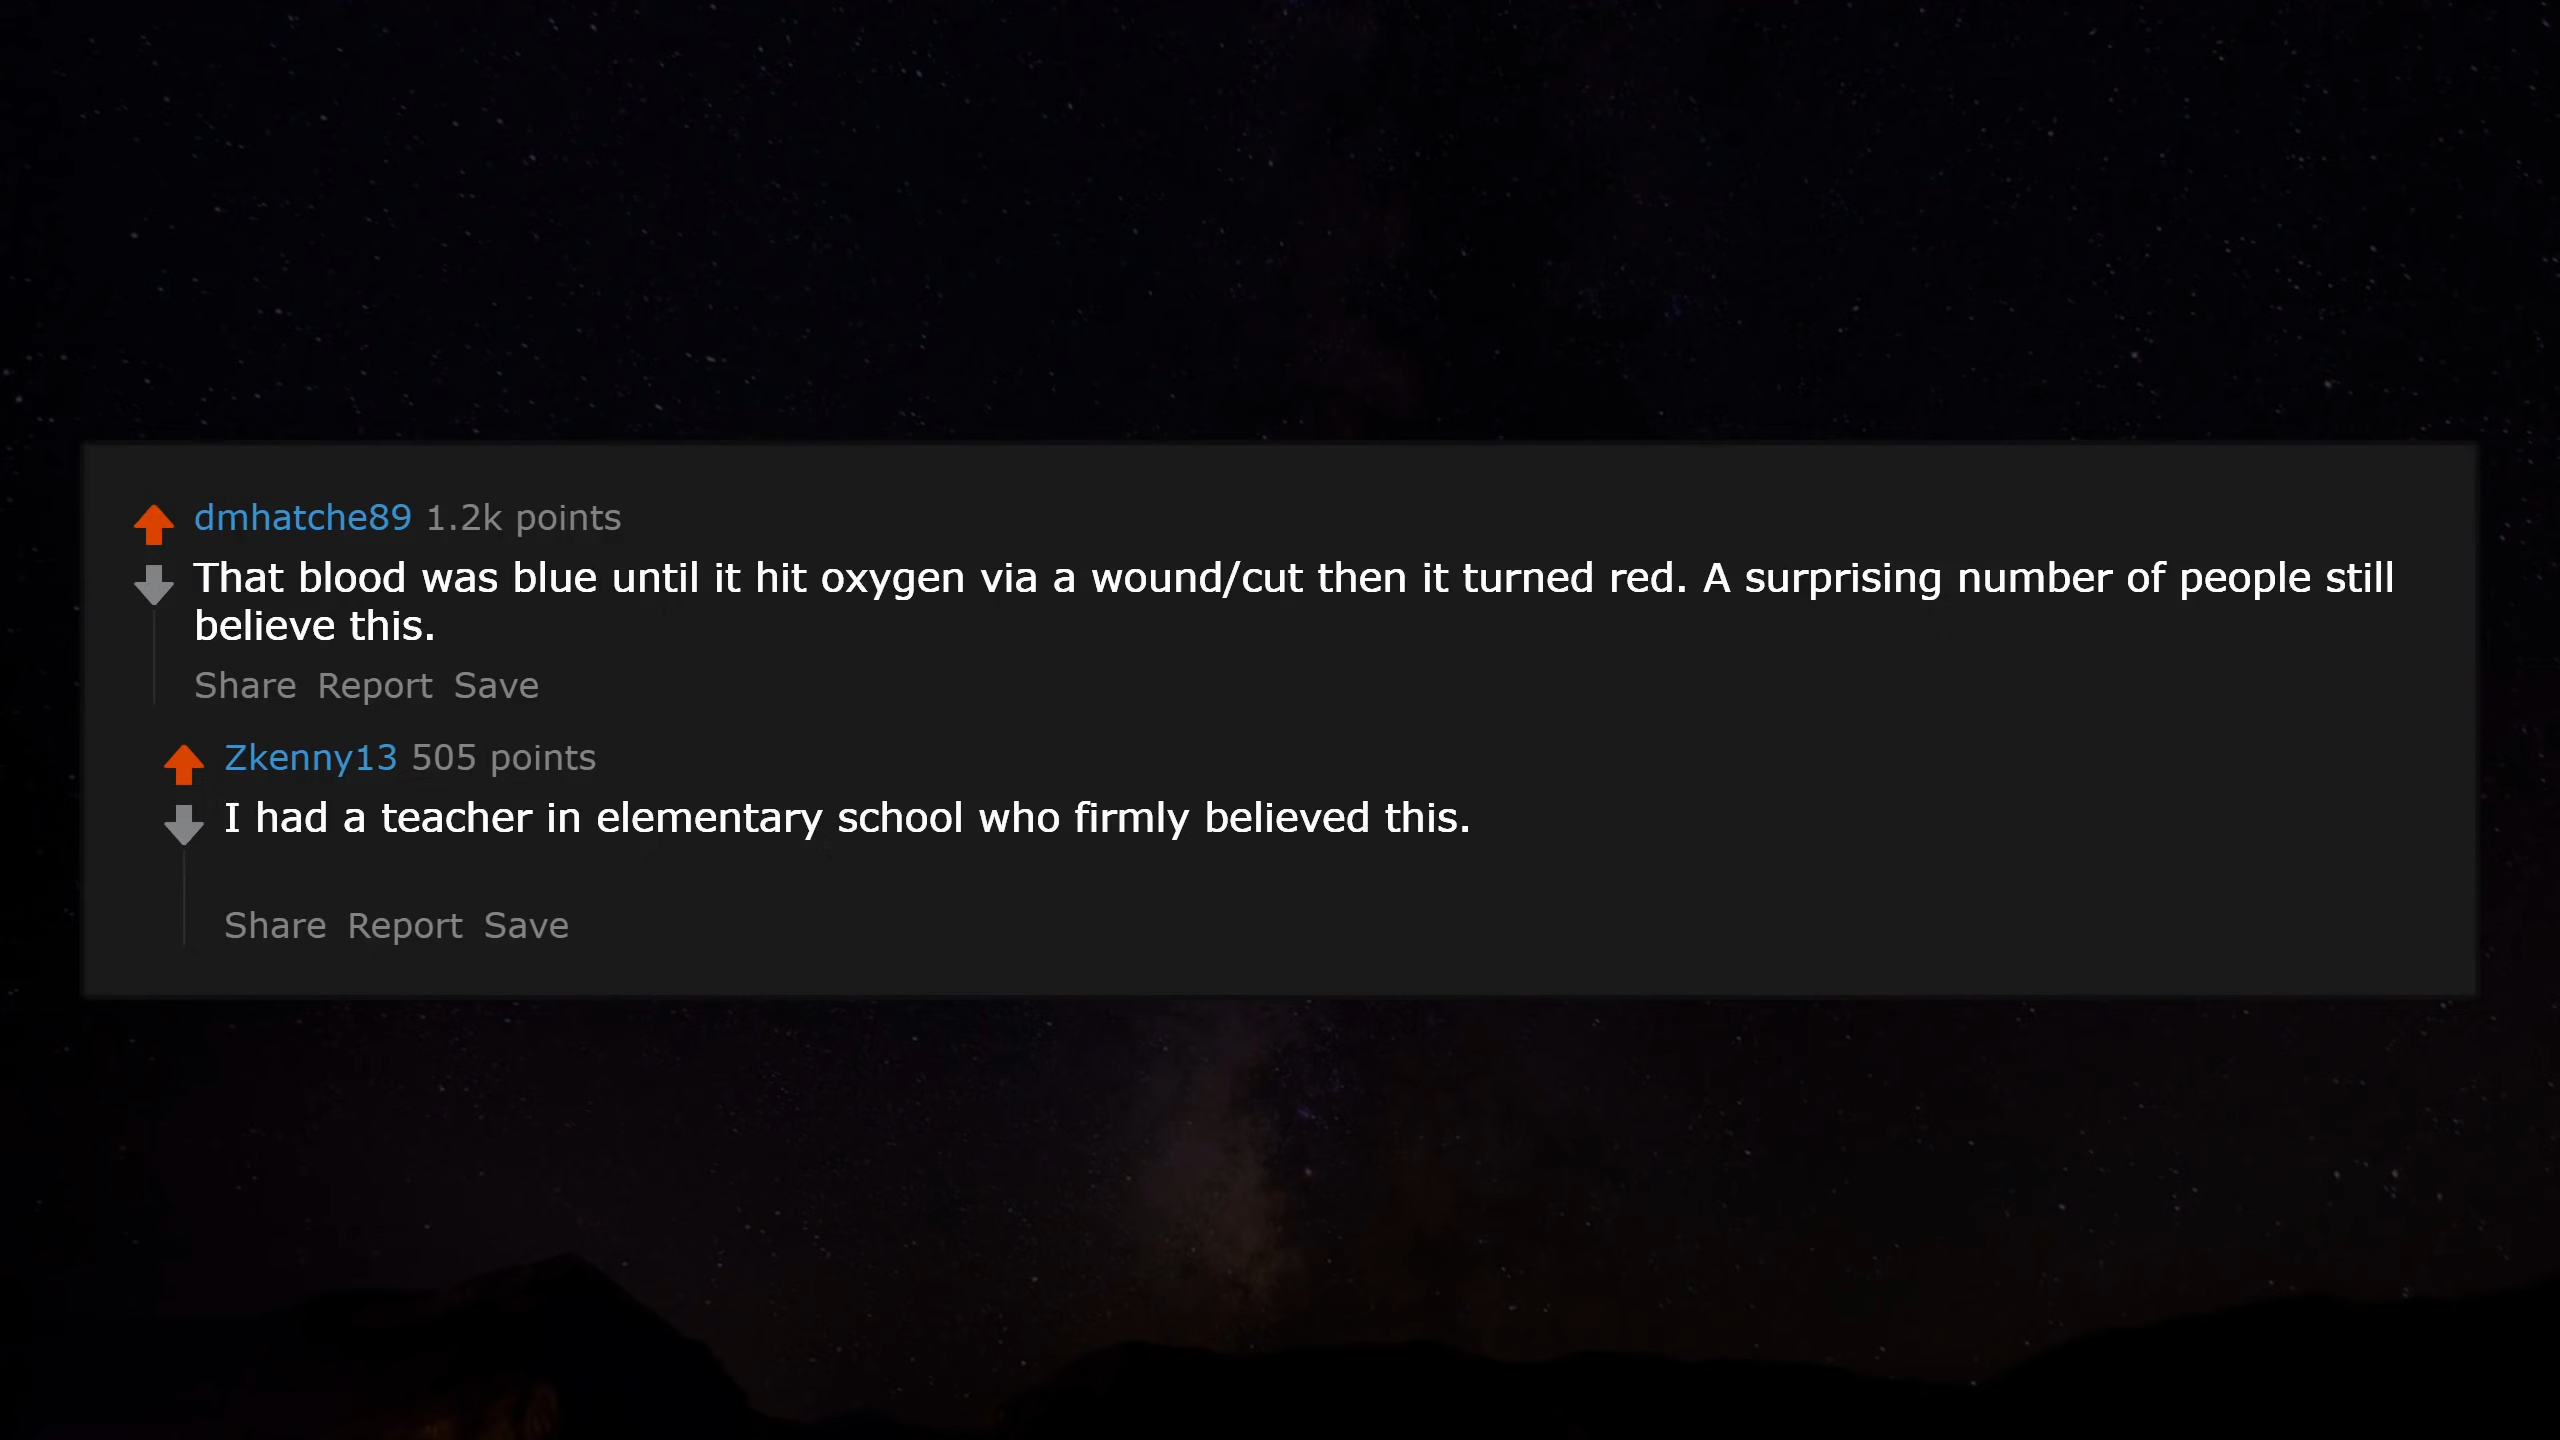 dmhatche89 1.2k points
That blood was blue until it hit oxygen via a wound/cut then it turned red. A surprising number of people still
believe this.
Share Report Save
Zkenny13 505 points
I had a teacher in elementary school who firmly believed this.
Share Report Save